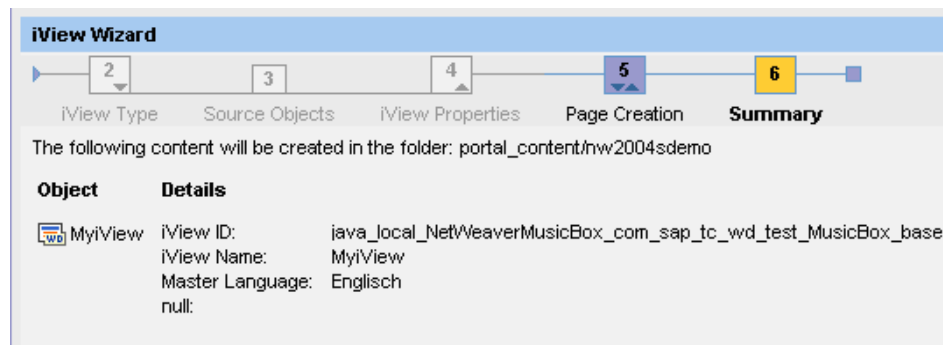 iView Wizard
2 3 4 5 6
iView Type Source Objects iView Properties Page Creation Summary
The following content will be created in the folder: portal_content/nw2004sdemo
Object Details
WD MyiView iView ID: java_local_NetWeaverMusicBox_com_sap_tc_wd_test_MusicBox_base
iView Name: MyiView
Master Language: Englisch
null: